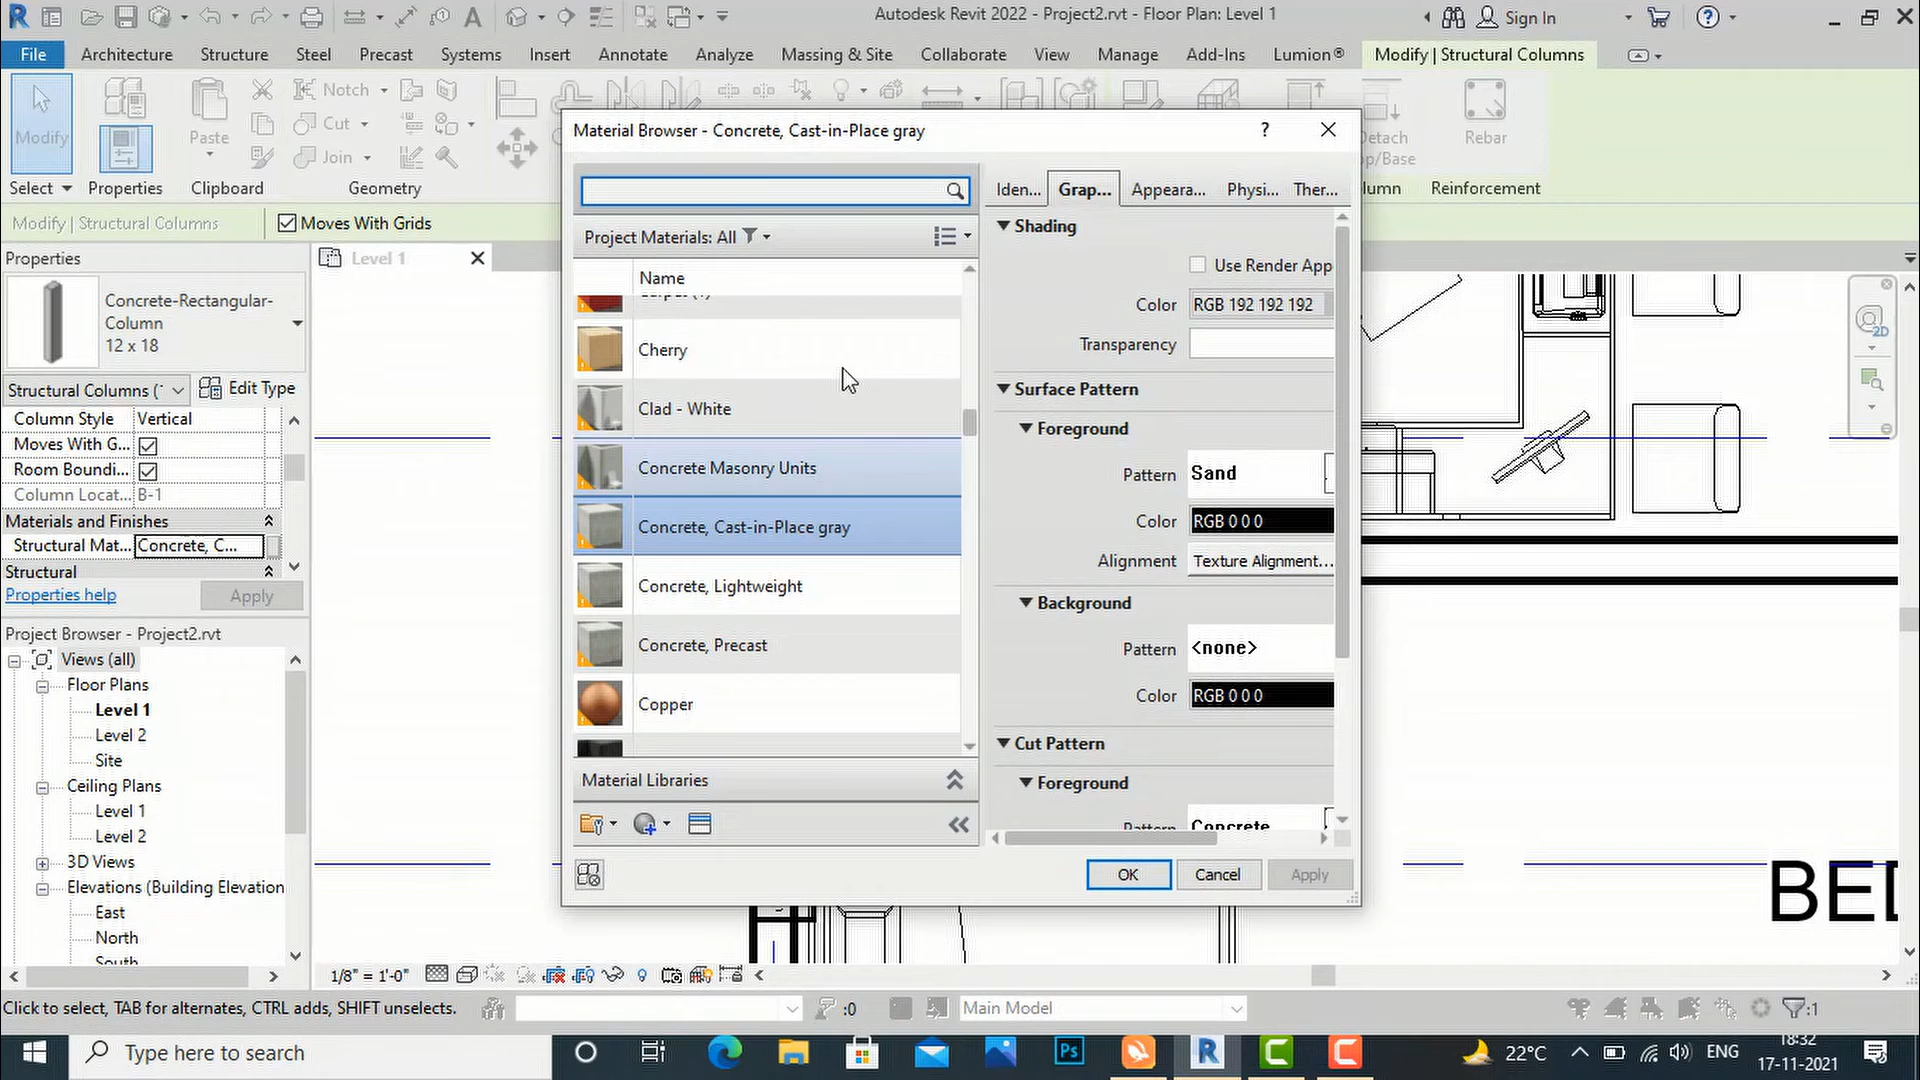 Autodesk Revit 2022 - Project2.rvt - Floor Plan: Level 1
Sign In
File
Architecture
Structure
Steel
Precast
Systems
Insert
Annotate
Analyze
Massing & Site
Collaborate
View
Manage
Add-Ins
Lumion®
Modify | Structural Columns
Modify
Paste
Notch
Cut
Join
Detach
Rebar
Select
Properties
Clipboard
Geometry
Reinforcement
Modify | Structural Columns
Moves With Grids
Properties
Concrete-Rectangular-
Column
12 x 18
Structural Columns (
Edit Type
Column Style
Vertical
Moves With G...
Room Boundi...
Column Locat...
B-1
Materials and Finishes
Structural Mat...
Concrete, C...
Structural
Properties help
Apply
Project Browser - Project2.rvt
Views (all)
Floor Plans
Level 1
Level 2
Site
Ceiling Plans
Level 1
Level 2
3D Views
Elevations (Building Elevation
East
North
South
Level 1
Material Browser - Concrete, Cast-in-Place gray
?
Project Materials: All
Name
Cherry
Clad - White
Concrete Masonry Units
Concrete, Cast-in-Place gray
Concrete, Lightweight
Concrete, Precast
Copper
Material Libraries
Iden...
Grap...
Appeara...
Physi...
Ther...
Shading
Use Render App
Color
RGB 192 192 192
Transparency
Surface Pattern
Foreground
Pattern
Sand
Color
RGB 0 0 0
Alignment
Texture Alignment...
Background
Pattern
<none>
Color
RGB 0 0 0
Cut Pattern
Foreground
Pattern
Concrete
OK
Cancel
Apply
2D
BED
1/8" = 1'-0"
Click to select, TAB for alternates, CTRL adds, SHIFT unselects.
:0
Main Model
:1
Type here to search
Ps
R
22°C
ENG
18:32
17-11-2021